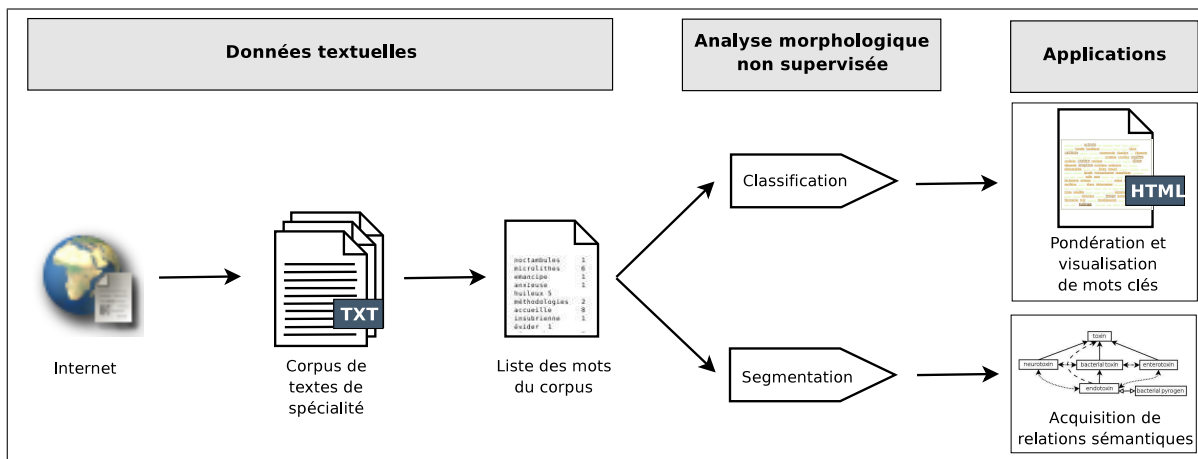 Données textuelles
Analyse morphologique
non supervisée
Applications
Internet
TXT
Corpus de
textes de
spécialité
noctambules 1
microlithes 6
emancipe 1
anxieuse 1
huileux 5
méthodologies 2
accueille 8
insubrienne 1
évider 1
Liste des mots
du corpus
Classification
Segmentation
HTML
Pondération et
visualisation
de mots clés
toxin
neurotoxin
bacterial toxin
enterotoxin
endotoxin
bacterial pyrogen
Acquisition de
relations sémantiques